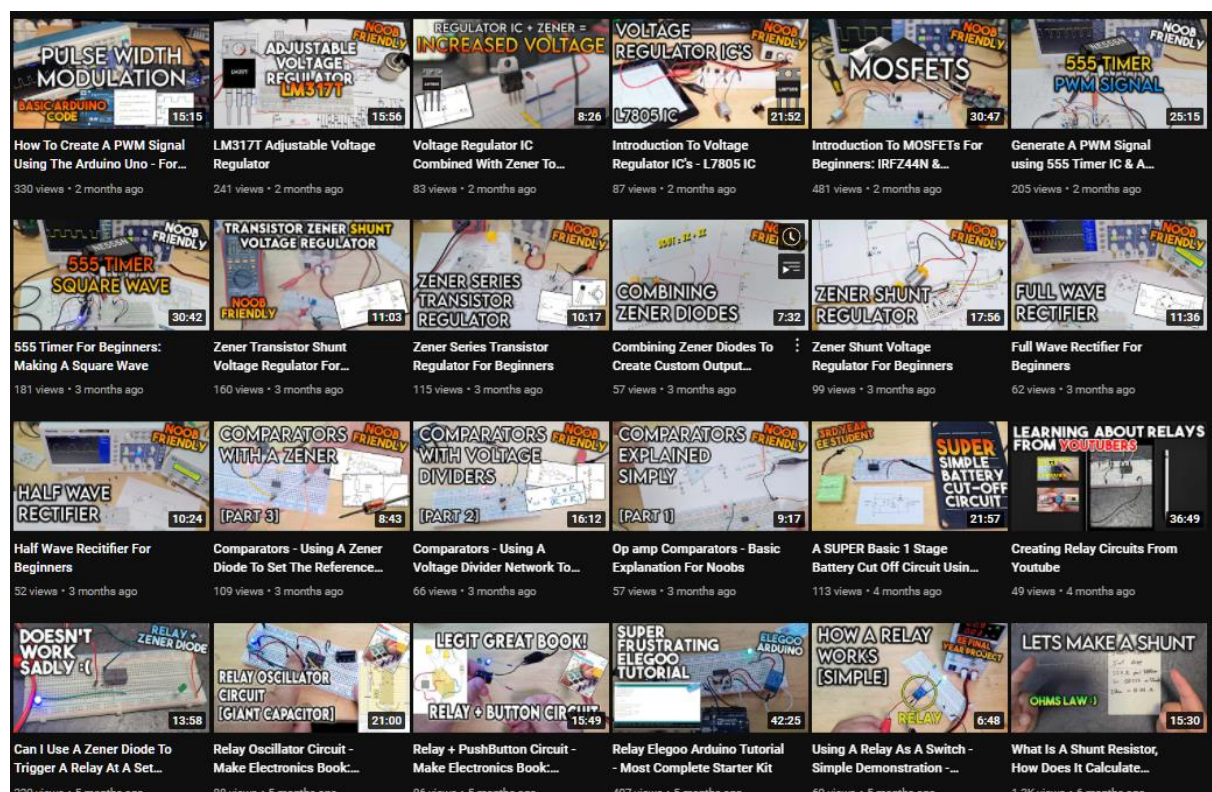 PULSE WIDTH
MODULATION
BASIC ARDUINO
CODE
15:15
How To Create A PWM Signal
Using The Arduino Uno - For...
330 views • 2 months ago
NOOB
FRIENDLY
ADJUSTABLE
VOLTAGE
REGULATOR
LM317T
LM317T
15:56
LM317T Adjustable Voltage
Regulator
241 views • 2 months ago
REGULATOR IC + ZENER =
INCREASED VOLTAGE
8:26
Voltage Regulator IC
Combined With Zener To...
83 views • 2 months ago
VOLTAGE
REGULATOR IC'S
NOOB
FRIENDLY
L7805 IC
21:52
Introduction To Voltage
Regulator IC's - L7805 IC
87 views • 2 months ago
NOOB
FRIENDLY
MOSFETS
30:47
Introduction To MOSFETs For
Beginners: IRFZ44N &...
481 views • 2 months ago
NOOB
FRIENDLY
NE555N
555 TIMER
PWM SIGNAL
25:15
Generate A PWM Signal
using 555 Timer IC & A...
205 views • 2 months ago
NOOB
FRIENDLY
NE555N
555 TIMER
SQUARE WAVE
30:42
555 Timer For Beginners:
Making A Square Wave
181 views • 3 months ago
TRANSISTOR ZENER SHUNT
VOLTAGE REGULATOR
NOOB
FRIENDLY
11:03
Zener Transistor Shunt
Voltage Regulator For...
160 views • 3 months ago
NOOB
FRIENDLY
ZENER SERIES
TRANSISTOR
REGULATOR
10:17
Zener Series Transistor
Regulator For Beginners
115 views • 3 months ago
COMBINING
ZENER DIODES
7:32
Combining Zener Diodes To
Create Custom Output...
57 views • 3 months ago
NOOB
FRIENDLY
ZENER SHUNT
REGULATOR
17:56
Zener Shunt Voltage
Regulator For Beginners
99 views • 3 months ago
NOOB
FRIENDLY
FULL WAVE
RECTIFIER
11:36
Full Wave Rectifier For
Beginners
62 views • 3 months ago
NOOB
FRIENDLY
HALF WAVE
RECTIFIER
10:24
Half Wave Recitifier For
Beginners
52 views • 3 months ago
COMPARATORS
WITH A ZENER
NOOB
FRIENDLY
[PART 3]
8:43
Comparators - Using A Zener
Diode To Set The Reference...
109 views • 3 months ago
COMPARATORS
WITH VOLTAGE
DIVIDERS
NOOB
FRIENDLY
[PART 2]
16:12
Comparators - Using A
Voltage Divider Network To...
66 views • 3 months ago
COMPARATORS
EXPLAINED
SIMPLY
NOOB
FRIENDLY
[PART 1]
9:17
Op amp Comparators - Basic
Explanation For Noobs
57 views • 3 months ago
3RD YEAR
EE STUDENT
SUPER
SIMPLE
BATTERY
CUT-OFF
CIRCUIT
21:57
A SUPER Basic 1 Stage
Battery Cut Off Circuit Usin...
113 views • 4 months ago
LEARNING ABOUT RELAYS
FROM YOUTUBERS
36:49
Creating Relay Circuits From
Youtube
49 views • 4 months ago
DOESN'T
WORK
SADLY :(
RELAY +
ZENER DIODE
13:58
Can I Use A Zener Diode To
Trigger A Relay At A Set...
RELAY OSCILLATOR
CIRCUIT
[GIANT CAPACITOR]
21:00
Relay Oscillator Circuit -
Make Electronics Book:...
LEGIT GREAT BOOK!
RELAY + BUTTON CIRCUIT
15:49
Relay + PushButton Circuit -
Make Electronics Book:...
SUPER
FRUSTRATING
ELEGOO
TUTORIAL
ELEGOO
ARDUINO
42:25
Relay Elegoo Arduino Tutorial
- Most Complete Starter Kit
HOW A RELAY
WORKS
[SIMPLE]
EE FINAL
YEAR PROJECT
RELAY
6:48
Using A Relay As A Switch -
Simple Demonstration -...
LETS MAKE A SHUNT
OHMS LAW :)
15:30
What Is A Shunt Resistor,
How Does It Calculate...